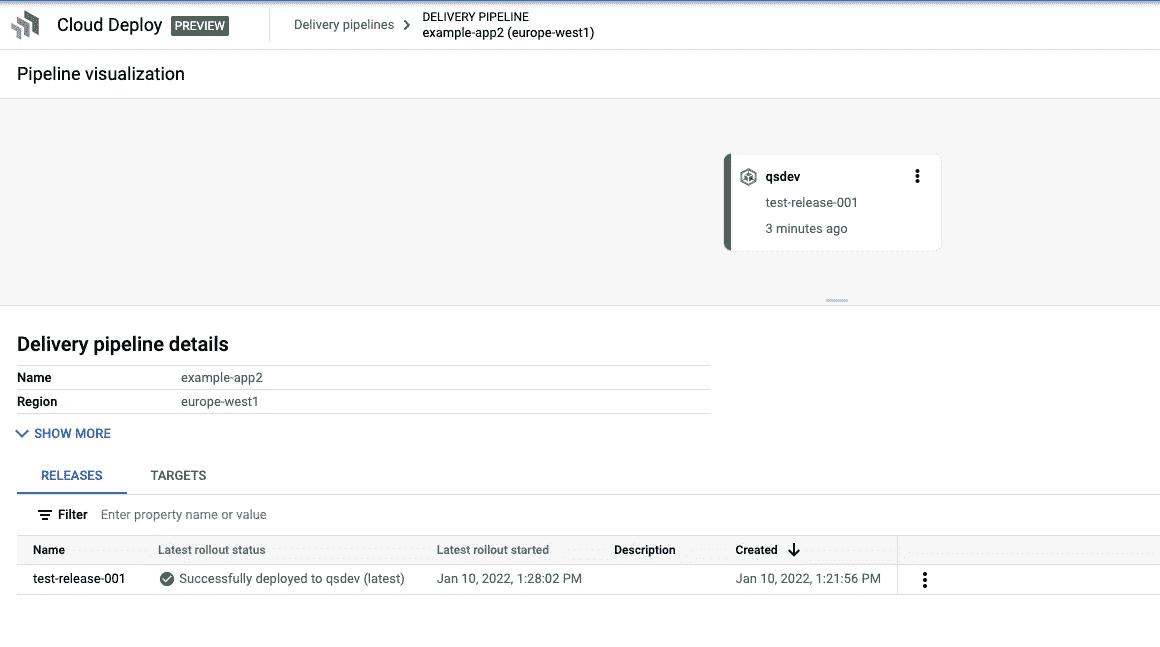 Cloud Deploy PREVIEW
Delivery pipelines
DELIVERY PIPELINE
example-app2 (europe-west1)
Pipeline visualization
qsdev
test-release-001
3 minutes ago
Delivery pipeline details
Name example-app2
Region europe-west1
SHOW MORE
RELEASES TARGETS
Filter Enter property name or value
Name Latest rollout status Latest rollout started Description Created
test-release-001 Successfully deployed to qsdev (latest) Jan 10, 2022, 1:28:02 PM Jan 10, 2022, 1:21:56 PM